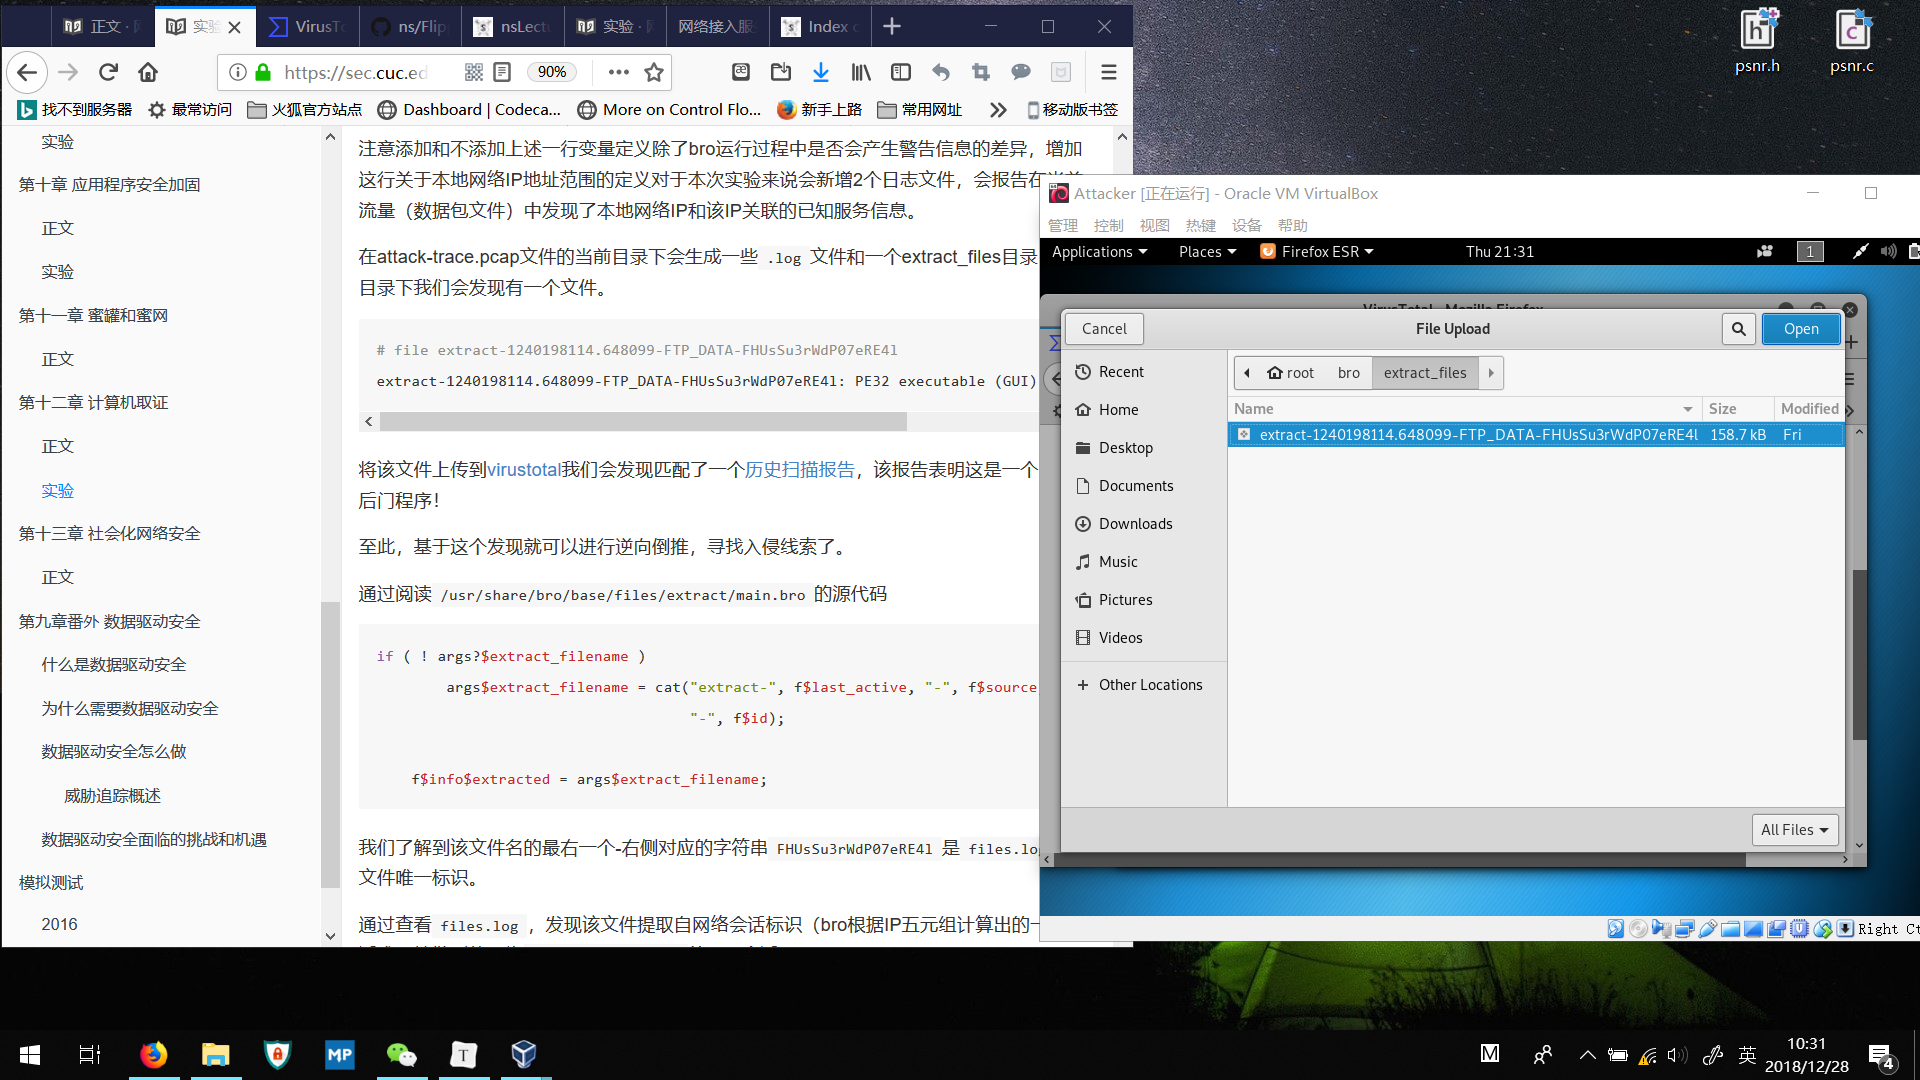 正文 · 
实验
VirusTo
ns/Flip
nsLectu
实验 · 
网络接入服
Index o
https://sec.cuc.ed
90%
找不到服务器
最常访问
火狐官方站点
Dashboard | Codeca...
More on Control Flo...
新手上路
常用网址
移动版书签
实验
第十章 应用程序安全加固
正文
实验
第十一章 蜜罐和蜜网
正文
第十二章 计算机取证
正文
实验
第十三章 社会化网络安全
正文
第九章番外 数据驱动安全
什么是数据驱动安全
为什么需要数据驱动安全
数据驱动安全怎么做
威胁追踪概述
数据驱动安全面临的挑战和机遇
模拟测试
2016
注意添加和不添加上述一行变量定义除了bro运行过程中是否会产生警告信息的差异，增加
这行关于本地网络IP地址范围的定义对于本次实验来说会新增2个日志文件，会报告在当前
流量（数据包文件）中发现了本地网络IP和该IP关联的已知服务信息。
在attack-trace.pcap文件的当前目录下会生成一些 .log 文件和一个extract_files目录
目录下我们会发现有一个文件。
# file extract-1240198114.648099-FTP_DATA-FHUsSu3rWdP07eRE4l
extract-1240198114.648099-FTP_DATA-FHUsSu3rWdP07eRE4l: PE32 executable (GUI)
将该文件上传到virustotal我们会发现匹配了一个历史扫描报告，该报告表明这是一个
后门程序！
至此，基于这个发现就可以进行逆向倒推，寻找入侵线索了。
通过阅读 /usr/share/bro/base/files/extract/main.bro 的源代码
if ( ! args?$extract_filename )
args$extract_filename = cat("extract-", f$last_active, "-", f$source,
"-", f$id);
f$info$extracted = args$extract_filename;
我们了解到该文件名的最右一个-右侧对应的字符串 FHUsSu3rWdP07eRE4l 是 files.log
文件唯一标识。
通过查看 files.log ，发现该文件提取自网络会话标识（bro根据IP五元组计算出的一
psnr.h
psnr.c
Attacker [正在运行] - Oracle VM VirtualBox
管理 控制 视图 热键 设备 帮助
Applications
Places
Firefox ESR
Thu 21:31
1
VirusTotal - Mozilla Firefox
Cancel
File Upload
Open
root
bro
extract_files
Recent
Home
Desktop
Documents
Downloads
Music
Pictures
Videos
Other Locations
Name
Size
Modified
extract-1240198114.648099-FTP_DATA-FHUsSu3rWdP07eRE4l 158.7 kB Fri
All Files
Right Ct
MP
T
M
英
10:31
2018/12/28
4